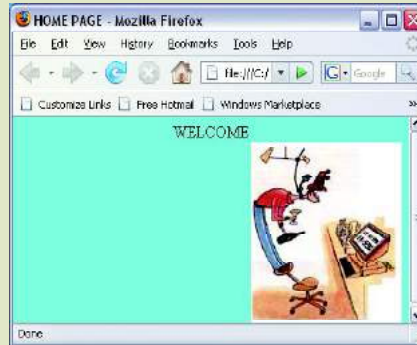 HOME PAGE - Mozilla Firefox
File Edit View History Bookmarks Tools Help
file:///C:/ G Google
Customize Links Free Hotmail Windows Marketplace »
WELCOME
Done